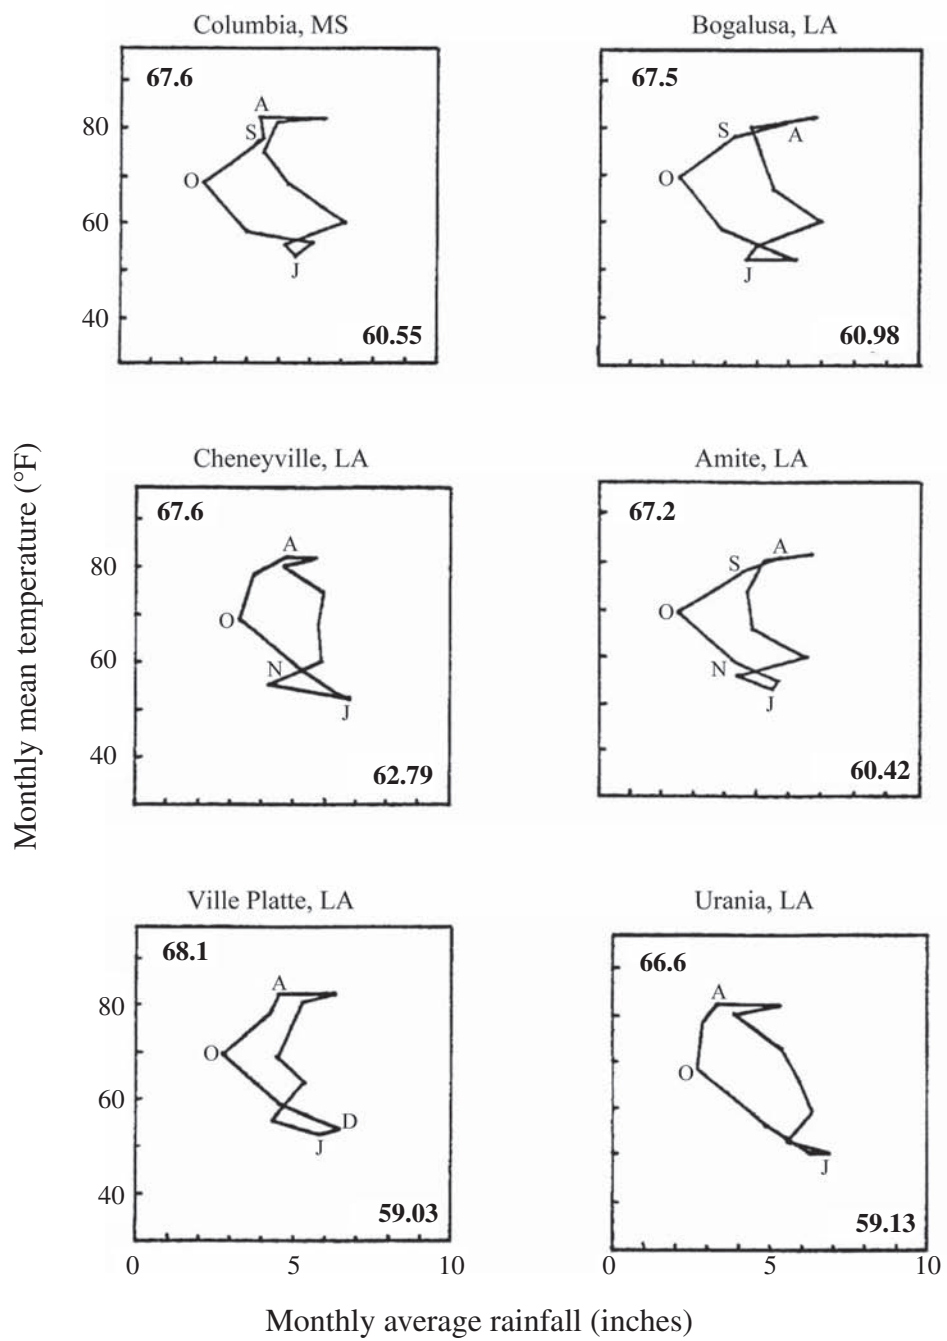 Columbia, MS
67.6
A
80
S
O
60
J
40
60.55
Bogalusa, LA
67.5
S
A
O
J
60.98
Monthly mean temperature (°F)
Cheneyville, LA
67.6
A
80
O
60
N
J
40
62.79
Amite, LA
67.2
A
S
O
N
J
60.42
Ville Platte, LA
68.1
A
80
O
60
D
J
40
59.03
0
5
10
Urania, LA
66.6
A
O
J
59.13
0
5
10
Monthly average rainfall (inches)